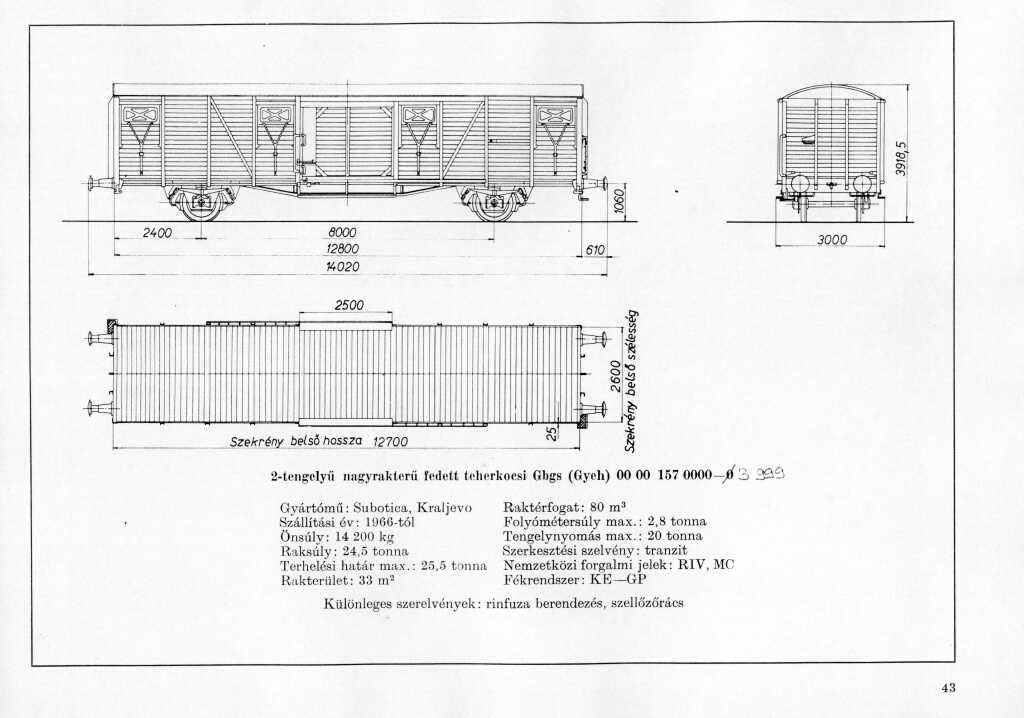 3918,5
1060
2400
8000
3000
12800
610
14020
2500
2600
Szekrény belső szélesség
25
Szekrény belső hossza 12700
2-tengelyű nagyrakterű fedett teherkocsi Gbgs (Gyeh) 00 00 157 0000—0 3 999
Gyártómű: Subotica, Kraljevo
Szállítási év: 1966-tól
Önsúly: 14 200 kg
Raksúly: 24,5 tonna
Terhelési határ max.: 25,5 tonna
Rakterület: 33 m²
Raktérfogat: 80 m³
Folyómétersúly max.: 2,8 tonna
Tengelynyomás max.: 20 tonna
Szerkesztési szelvény: tranzit
Nemzetközi forgalmi jelek: RIV, MC
Fékrendszer: KE—GP
Különleges szerelvények: rinfuza berendezés, szellőzőrács
43